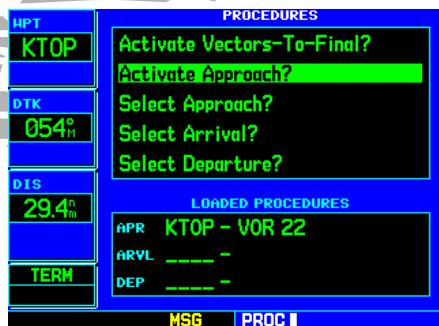 WPT
KTOP
DTK
054°M
DIS
29.4nm
TERM
PROCEDURES
Activate Vectors-To-Final?
Activate Approach?
Select Approach?
Select Arrival?
Select Departure?
LOADED PROCEDURES
APR KTOP - VOR 22
ARVL ____ -
DEP ____ -
MSG PROC